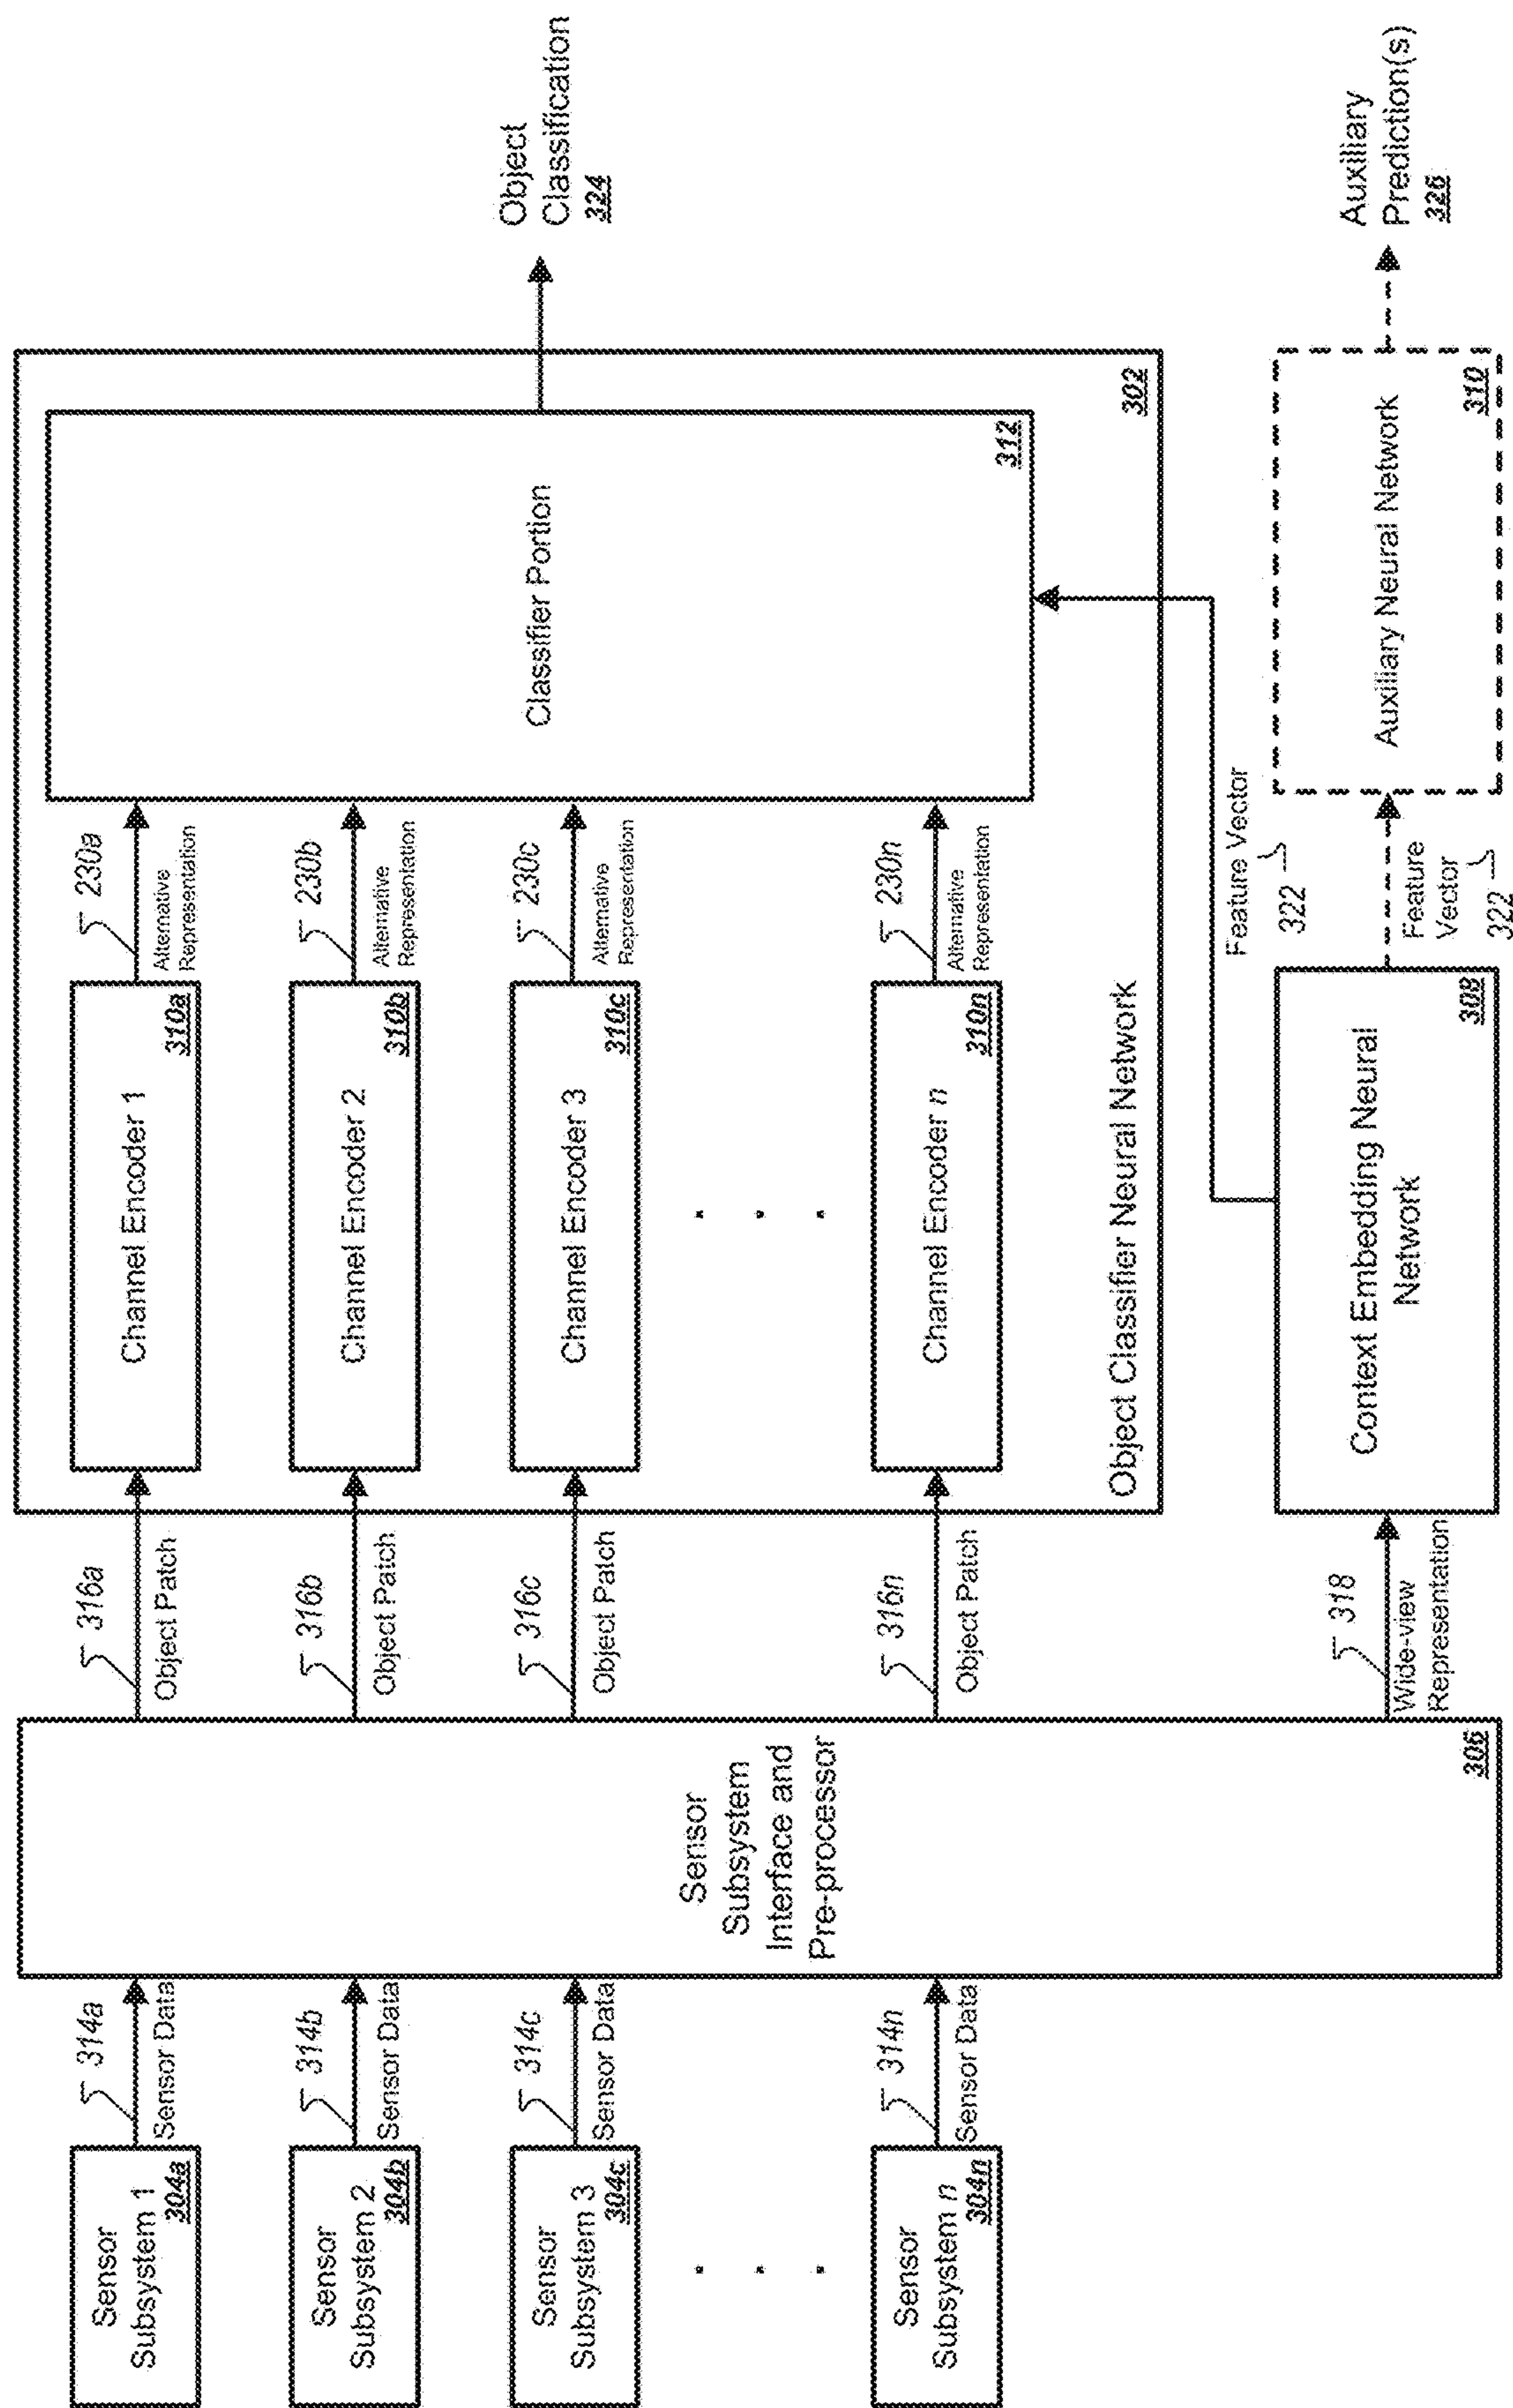 Sensor
Subsystem 1
304a
314a
Sensor Data
Sensor
Subsystem 2
304b
314b
Sensor Data
Sensor
Subsystem 3
304c
314c
Sensor Data
. . .
Sensor
Subsystem n
304n
314n
Sensor Data
Sensor
Subsystem
Interface and
Pre-processor
306
316a
Object Patch
316b
Object Patch
316c
Object Patch
316n
Object Patch
318
Wide-view
Representation
Channel Encoder 1
310a
230a
Alternative
Representation
Channel Encoder 2
310b
230b
Alternative
Representation
Channel Encoder 3
310c
230c
Alternative
Representation
. . .
Channel Encoder n
310n
230n
Alternative
Representation
Object Classifier Neural Network
302
Classifier Portion
312
Object
Classification
324
Context Embedding Neural
Network
308
Feature Vector
322
Feature
Vector
322
Auxiliary Neural Network
310
Auxiliary
Prediction(s)
326